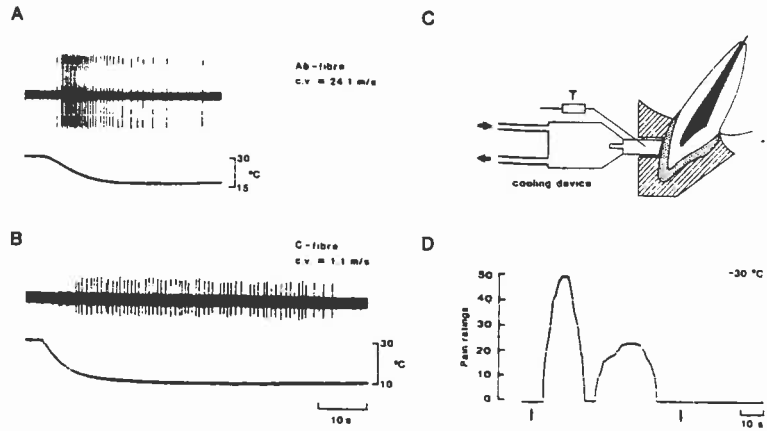 A
Ab-fibre
c.v. = 24.1 m/s
30
°C
15
B
C-fibre
c.v. = 1.1 m/s
30
°C
10
10 s
C
T
cooling device
D
-30 °C
50
40
30
20
10
0
Pain ratings
10 s